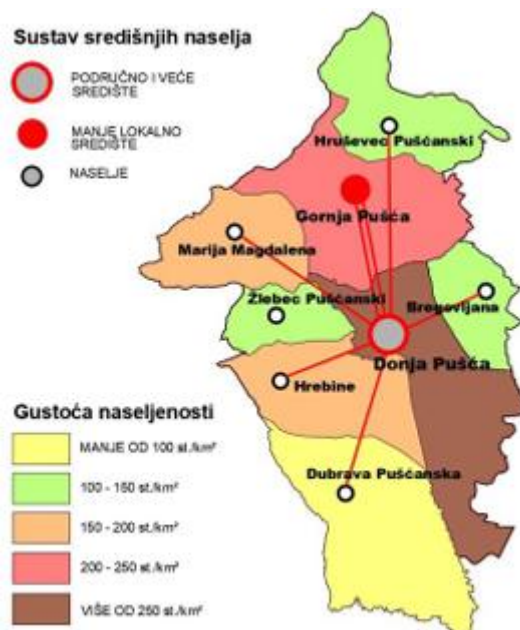 Sustav središnjih naselja
PODRUČNO I VEĆE
SREDIŠTE
MANJE LOKALNO
SREDIŠTE
NASELJE
Hruševec Pušćanski
Gornja Pušća
Marija Magdalena
Žlebec Pušćanski
Bregovljana
Donja Pušća
Hrebine
Dubrava Pušćanska
Gustoća naseljenosti
MANJE OD 100 st./km²
100 - 150 st./km²
150 - 200 st./km²
200 - 250 st./km²
VIŠE OD 250 st./km²